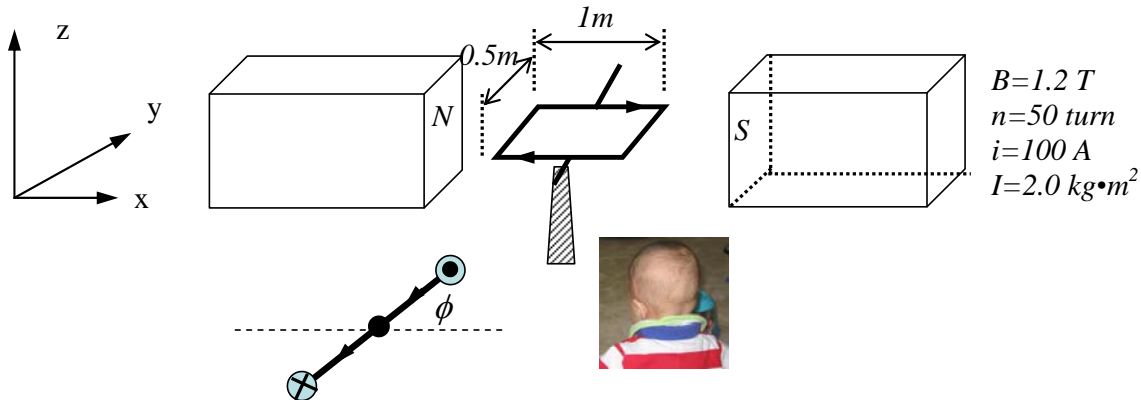 z
1m
0.5m
y
N
S
x
B=1.2 T
n=50 turn
i=100 A
I=2.0 kg•m²
ϕ